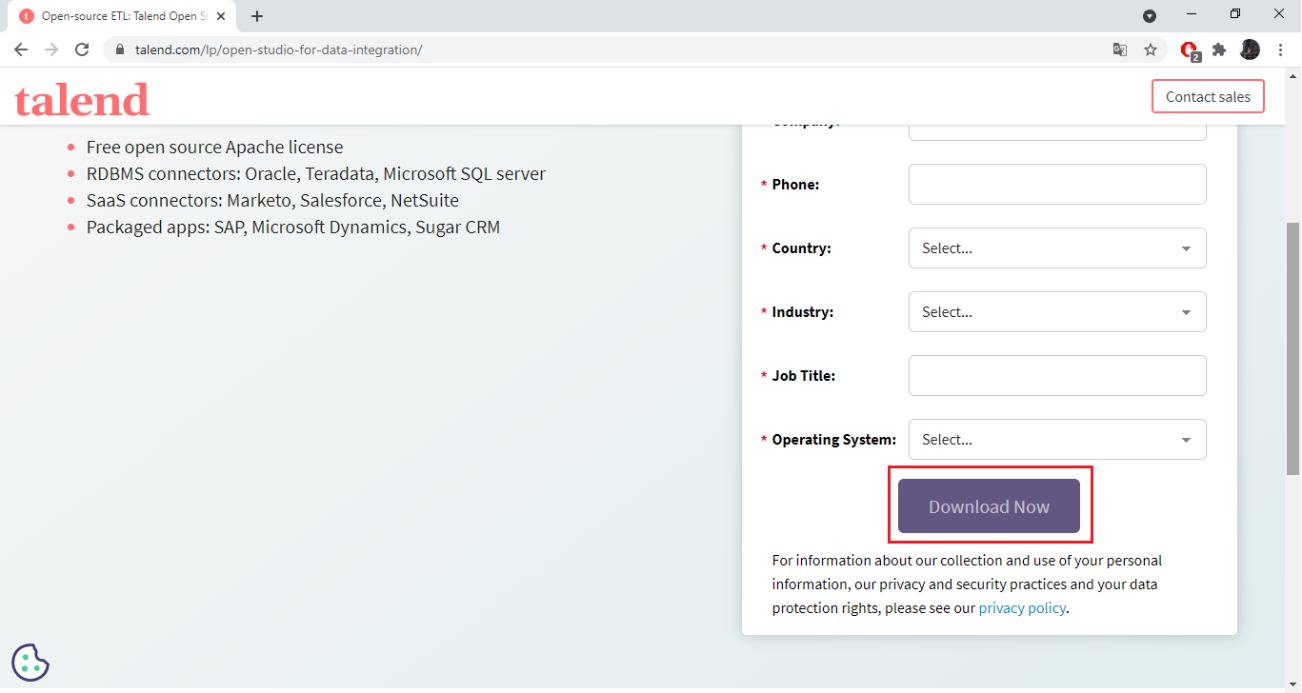 Open-source ETL: Talend Open S
talend.com/lp/open-studio-for-data-integration/
2
talend
Contact sales
Free open source Apache license
RDBMS connectors: Oracle, Teradata, Microsoft SQL server
SaaS connectors: Marketo, Salesforce, NetSuite
Packaged apps: SAP, Microsoft Dynamics, Sugar CRM
Company:
* Phone:
* Country: Select...
* Industry: Select...
* Job Title:
* Operating System: Select...
Download Now
For information about our collection and use of your personal
information, our privacy and security practices and your data
protection rights, please see our privacy policy.